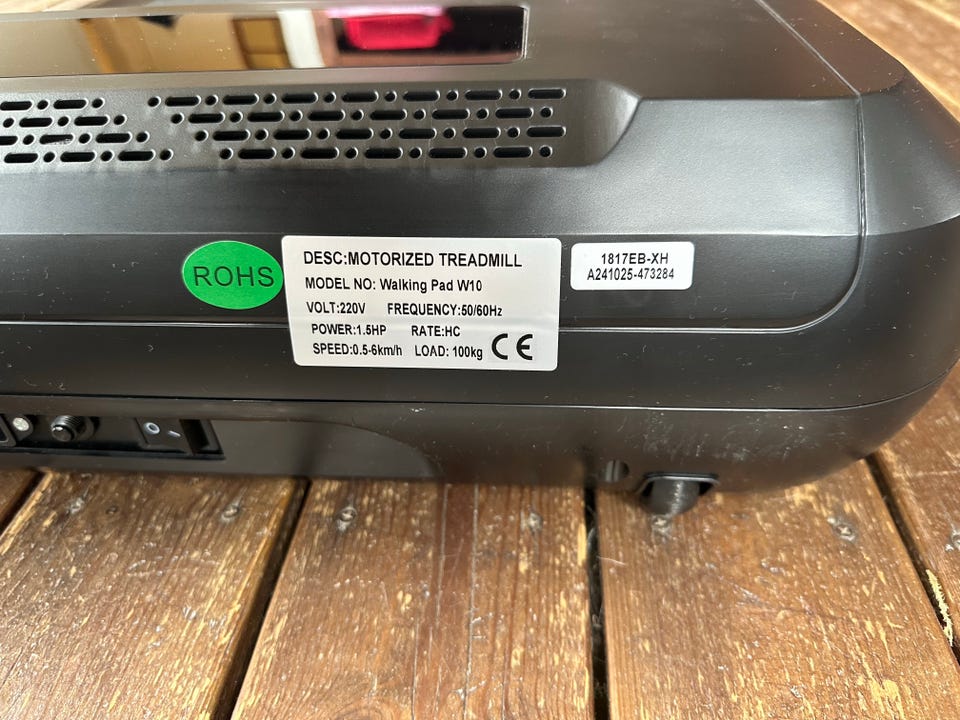 ROHS
DESC:MOTORIZED TREADMILL
MODEL NO: Walking Pad W10
VOLT:220V FREQUENCY:50/60Hz
POWER:1.5HP RATE:HC
SPEED:0.5-6km/h LOAD: 100kg CE
1817EB-XH
A241025-473284